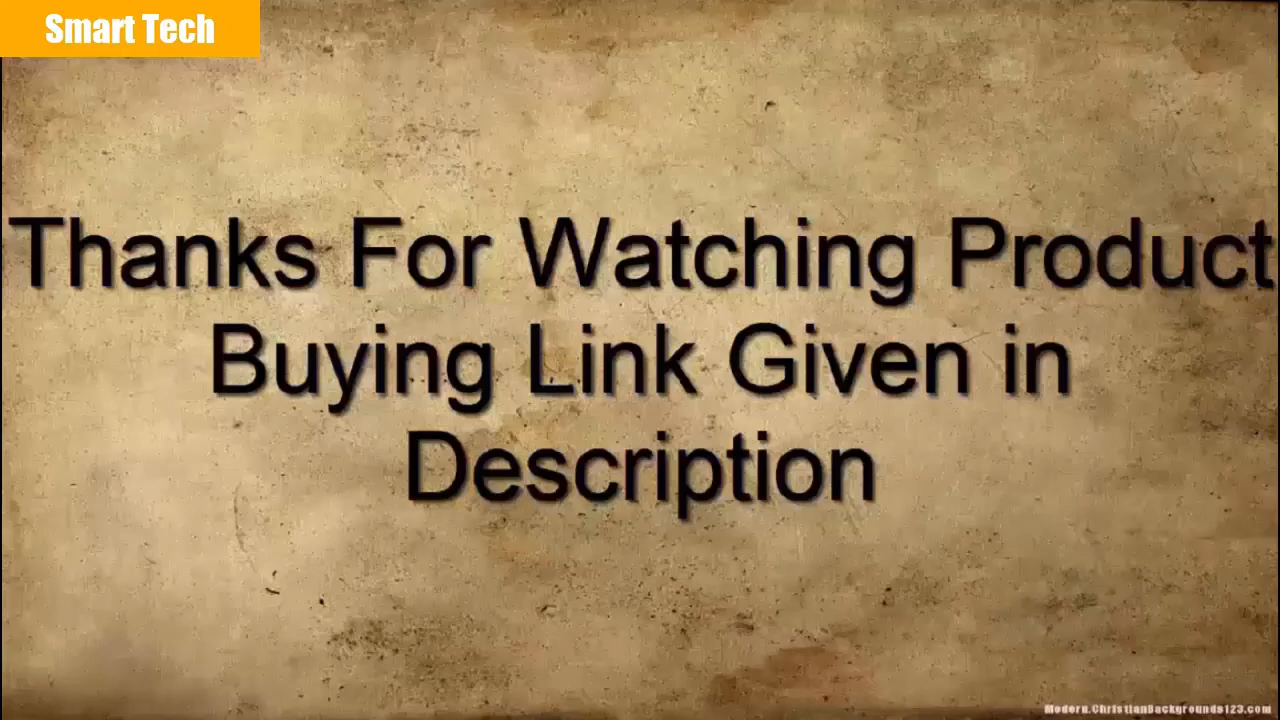 Smart Tech
Thanks For Watching Product
Buying Link Given in
Description
Modern.ChristianBackgrounds123.com